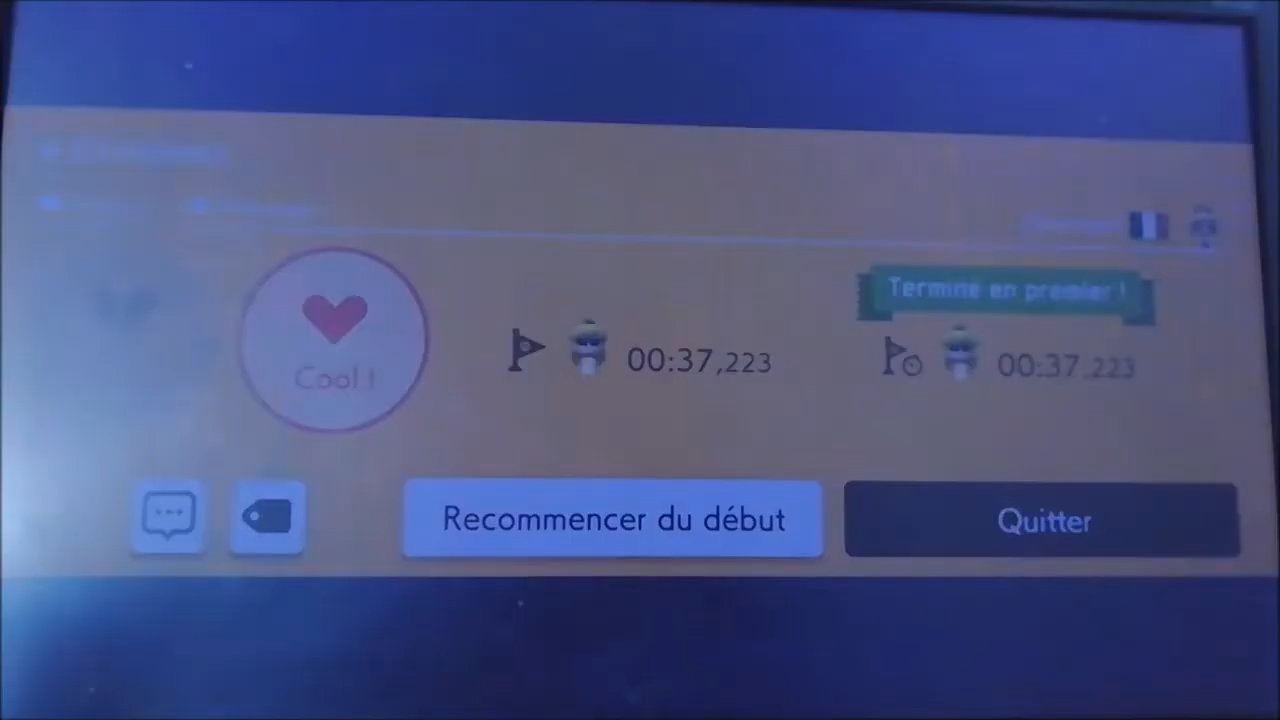 Terminé en premier !
Cool !
00:37,223
00:37,223
Recommencer du début
Quitter